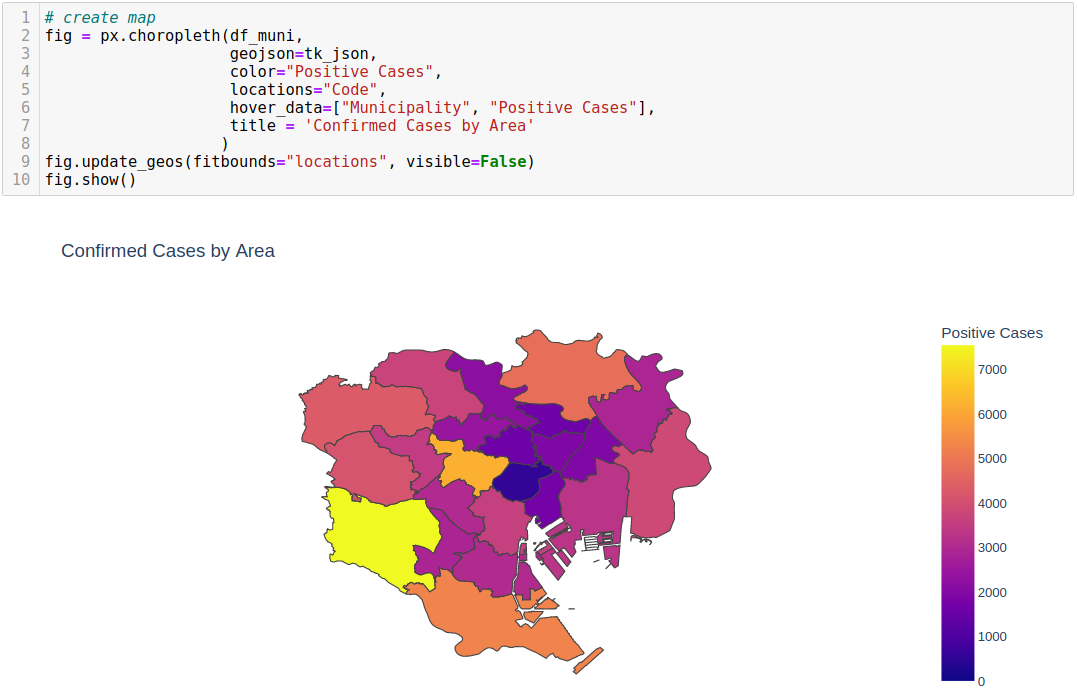 1 # create map
2 fig = px.choropleth(df_muni,
3 geojson=tk_json,
4 color="Positive Cases",
5 locations="Code",
6 hover_data=["Municipality", "Positive Cases"],
7 title = 'Confirmed Cases by Area'
8 )
9 fig.update_geos(fitbounds="locations", visible=False)
10 fig.show()
Confirmed Cases by Area
Positive Cases
7000
6000
5000
4000
3000
2000
1000
0